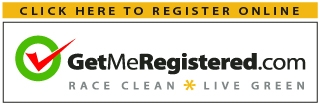 CLICK HERE TO REGISTER ONLINE
GetMeRegistered.com
RACE CLEAN * LIVE GREEN